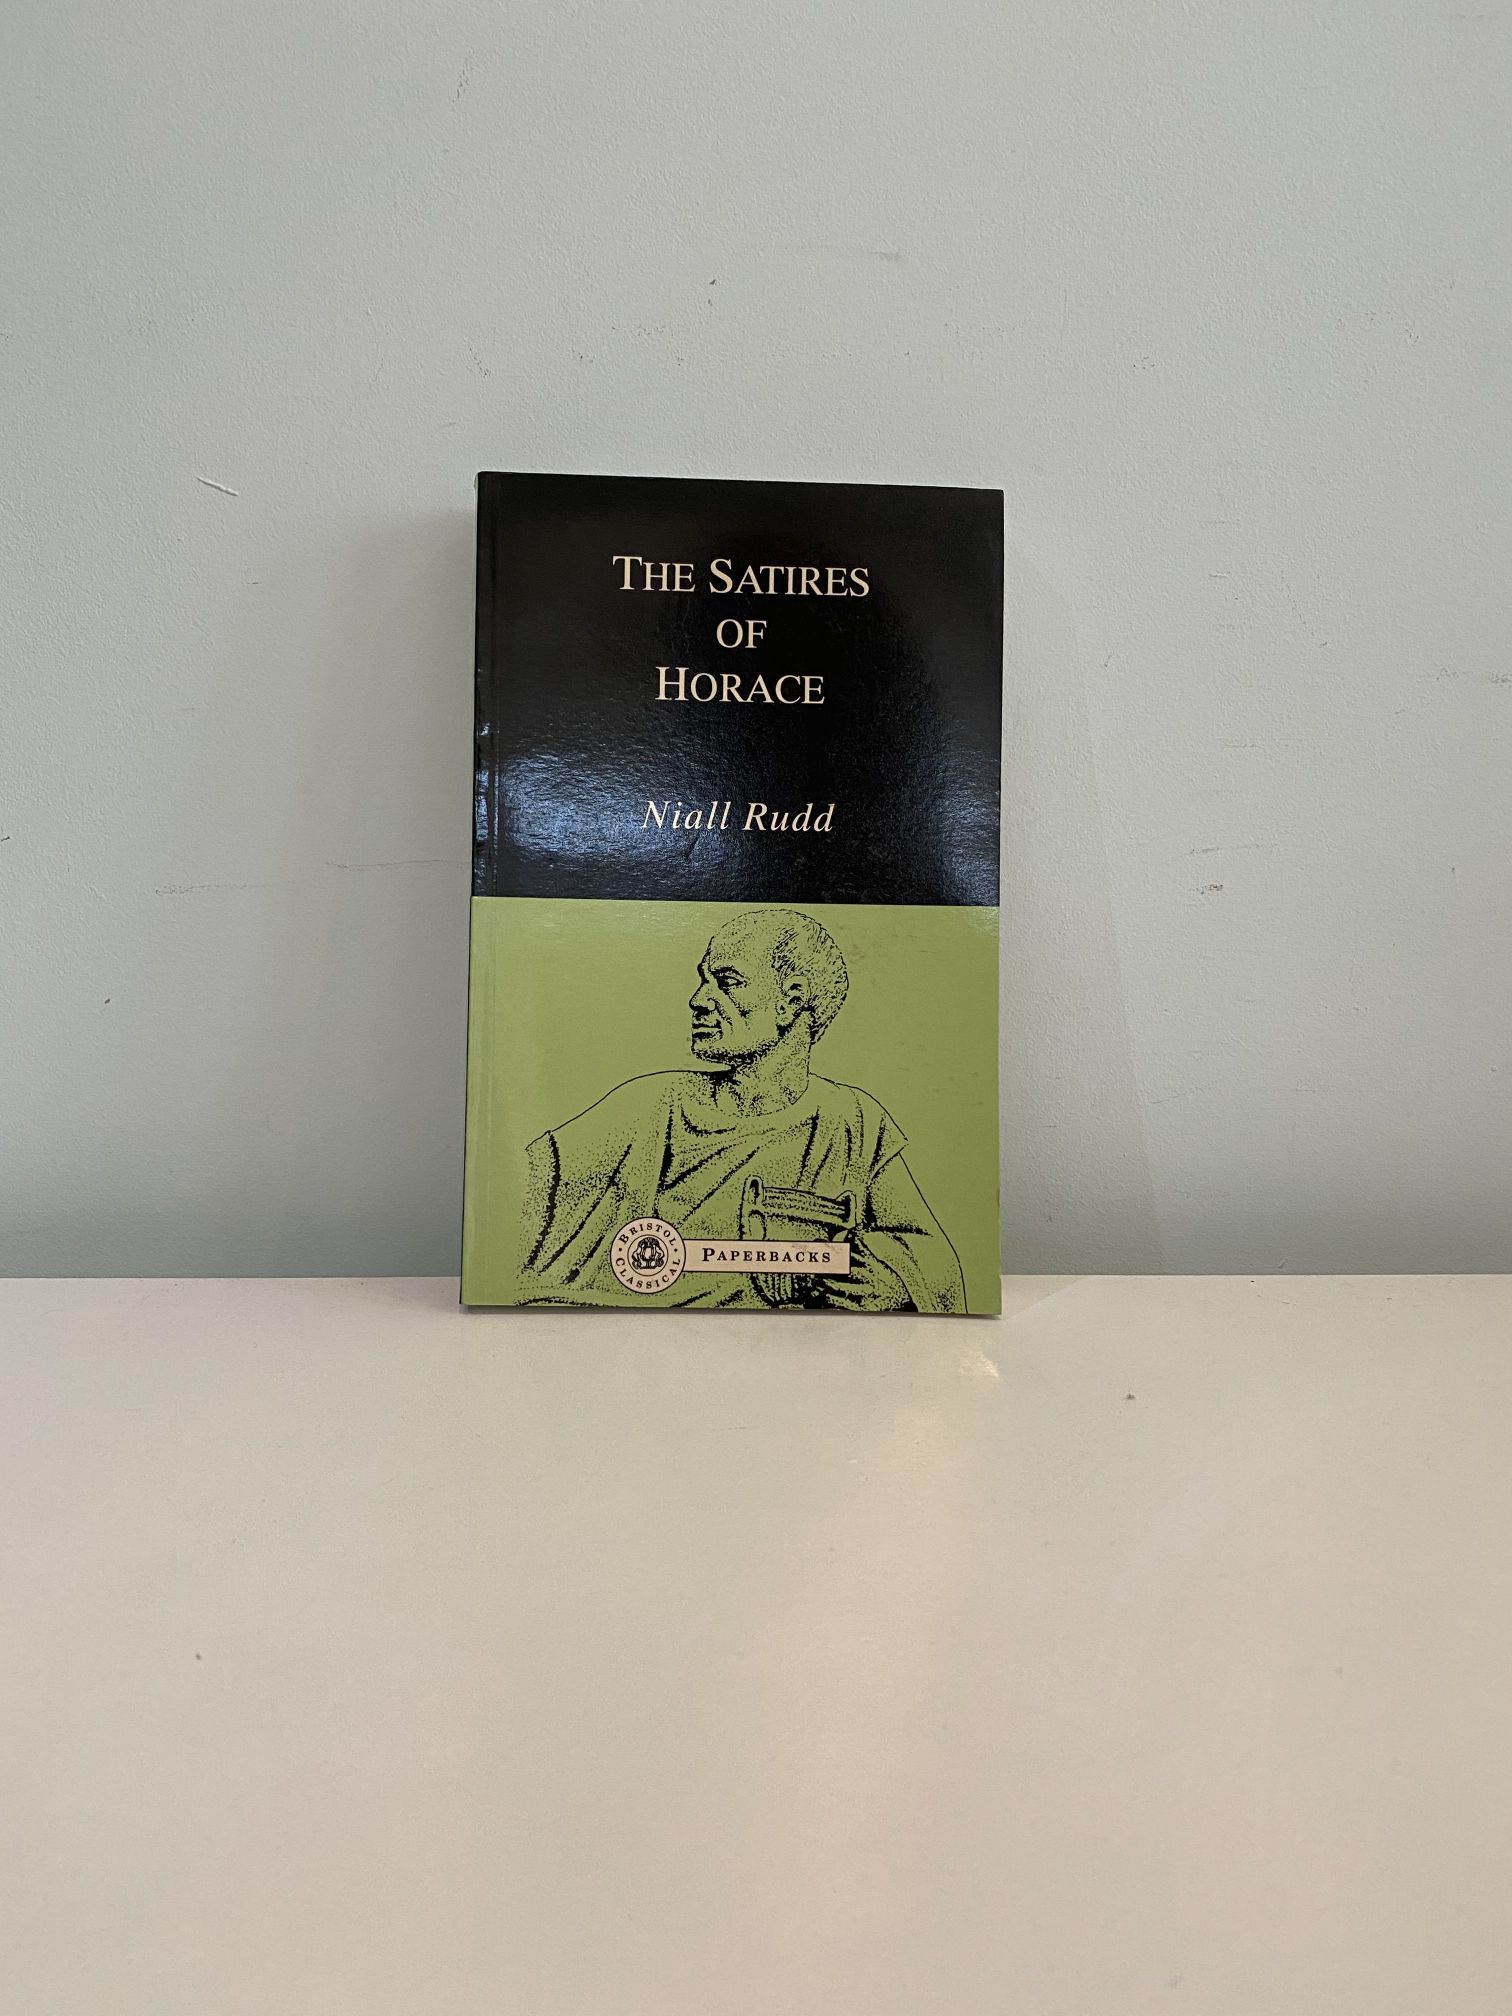 THE SATIRES
OF
HORACE
Niall Rudd
BRISTOL
CLASSICAL
PAPERBACKS